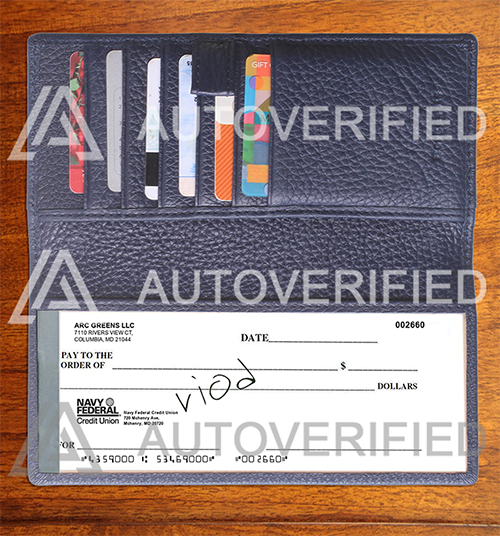 GIFT
AUTOVERIFIED
AUTOVERIFIED
ARC GREENS LLC
7110 RIVERS VIEW CT,
COLUMBIA, MD 21044
002660
DATE
PAY TO THE
ORDER OF $
DOLLARS
viod
NAVY
FEDERAL
Credit Union
Navy Federal Credit Union
720 Mchenry Ave,
Mchenry, MD 20720
AUTOVERIFIED
FOR
"4359000 1: 53469000" "002660"